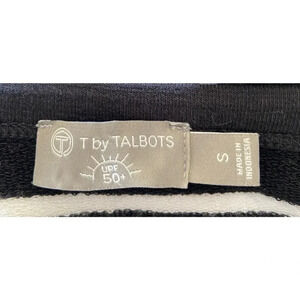 T by TALBOTS
UPF
50+
S
MADE IN
INDONESIA